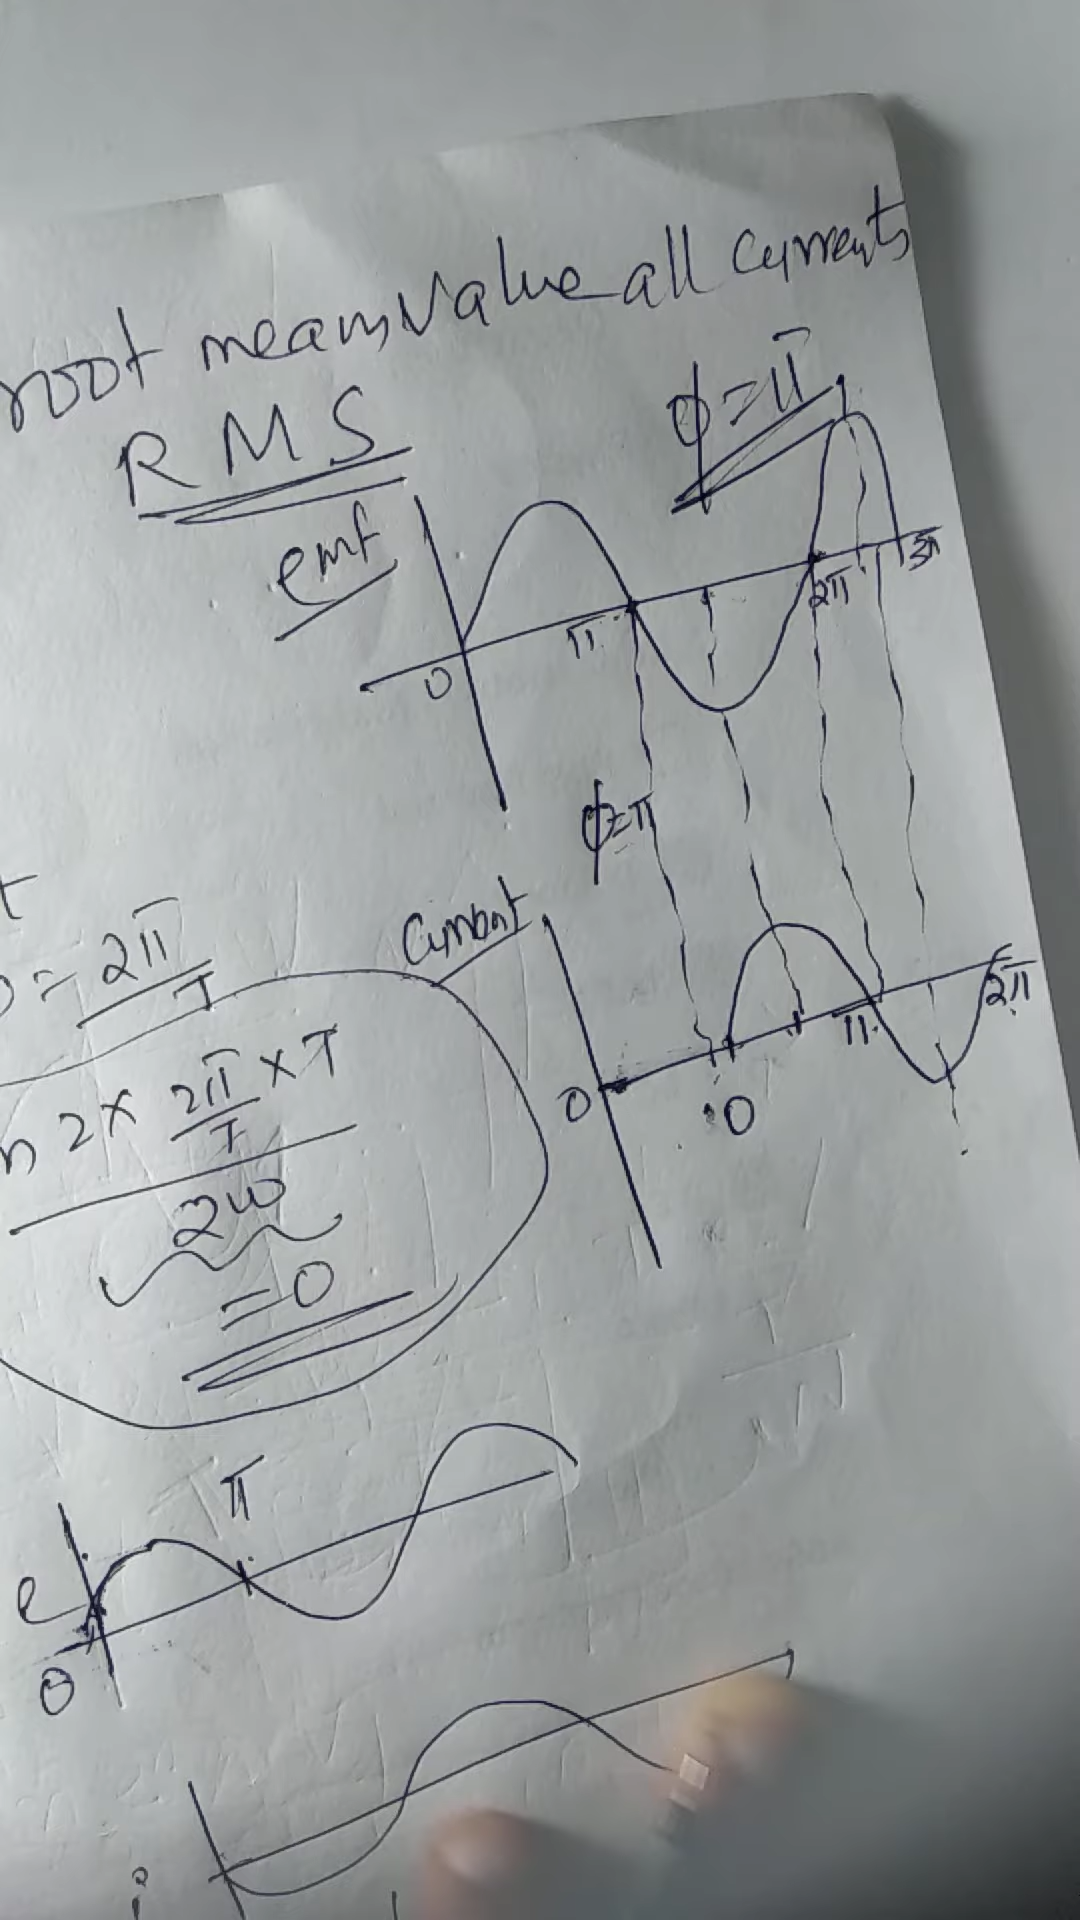 root mean Value all currents
RMS
ϕ = π
emf
0
π
2π
3π
ϕ=π
= 2π/T
Current
0
0
π
2π
2 × 2π/T × T
2ω
= 0
π
e
0
i